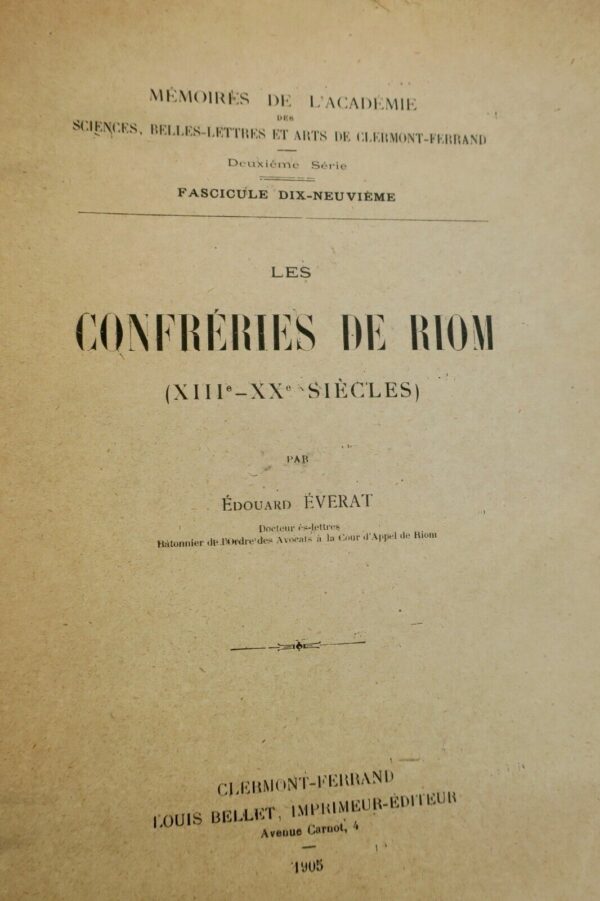 MÉMOIRES DE L'ACADÉMIE
DES
SCIENCES, BELLES-LETTRES ET ARTS DE CLERMONT-FERRAND
Deuxiéme Série
FASCICULE DIX-NEUVIÈME
LES
CONFRÉRIES DE RIOM
(XIIIe-XXe SIÈCLES)
PAR
ÉDOUARD ÉVERAT
Docteur ès-lettres
Bâtonnier de l'Ordre des Avocats à la Cour d'Appel de Riom
CLERMONT-FERRAND
LOUIS BELLET, IMPRIMEUR-ÉDITEUR
Avenue Carnot, 4
1905